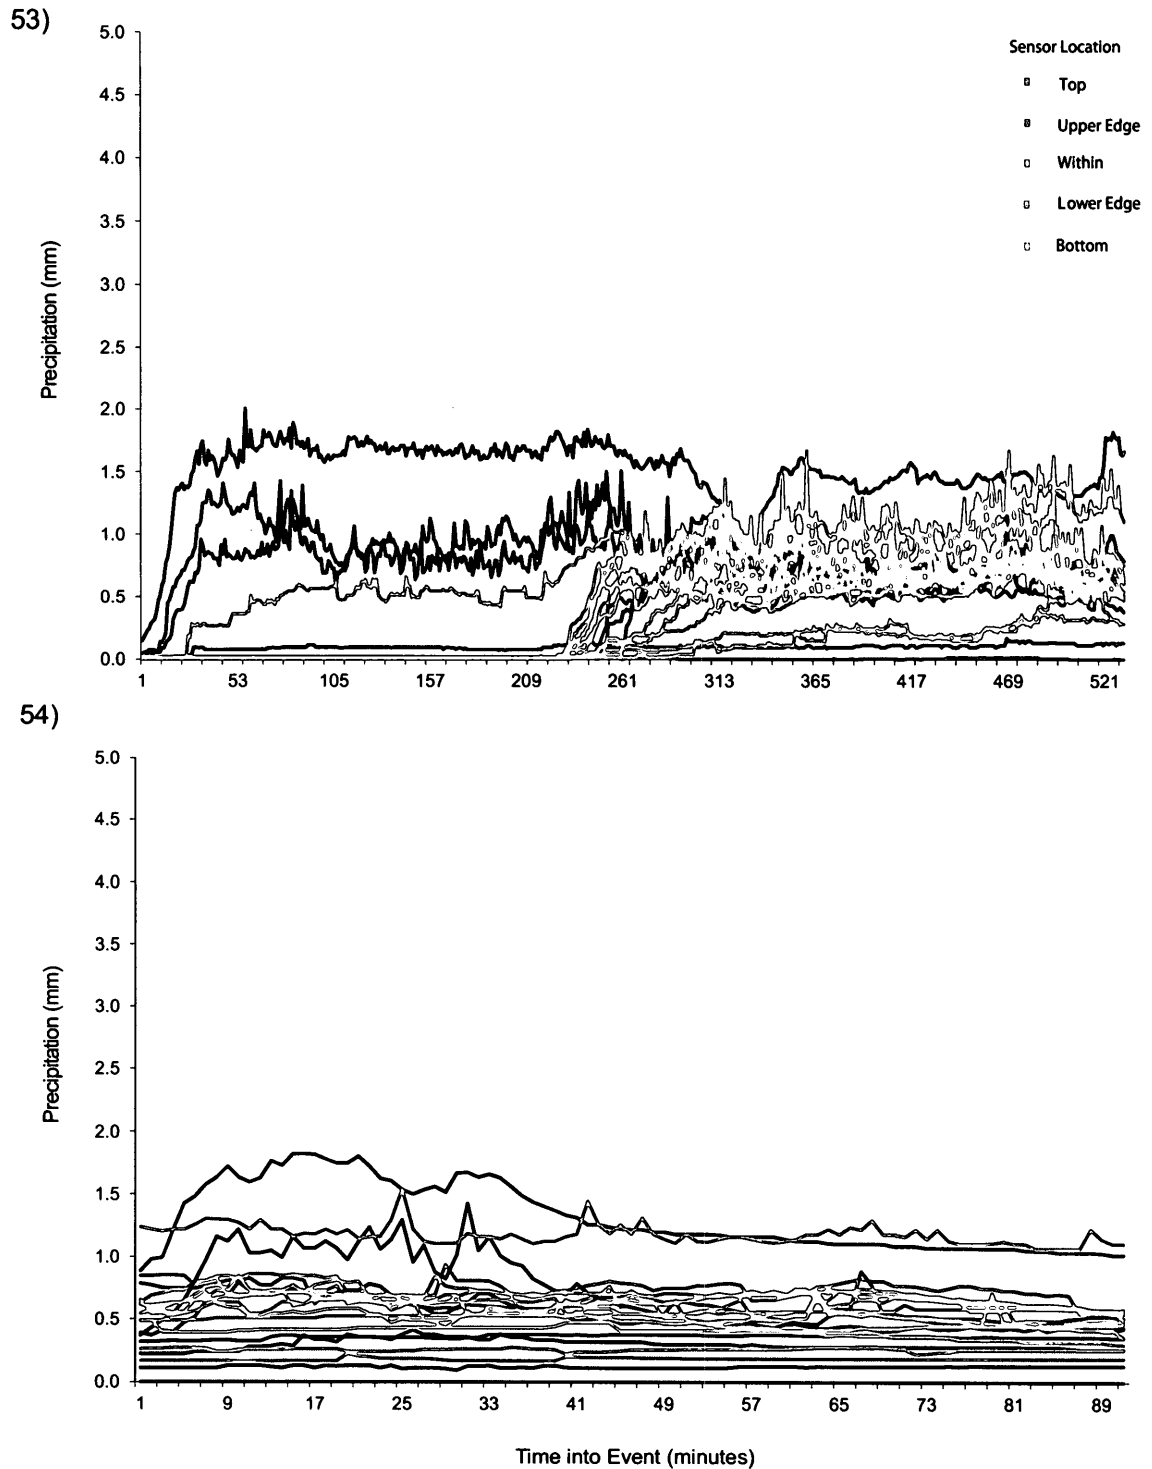 53)
Sensor Location
Top
Upper Edge
Within
Lower Edge
Bottom
Precipitation (mm)
5.0
4.5
4.0
3.5
3.0
2.5
2.0
1.5
1.0
0.5
0.0
1 53 105 157 209 261 313 365 417 469 521
54)
Precipitation (mm)
5.0
4.5
4.0
3.5
3.0
2.5
2.0
1.5
1.0
0.5
0.0
1 9 17 25 33 41 49 57 65 73 81 89
Time into Event (minutes)